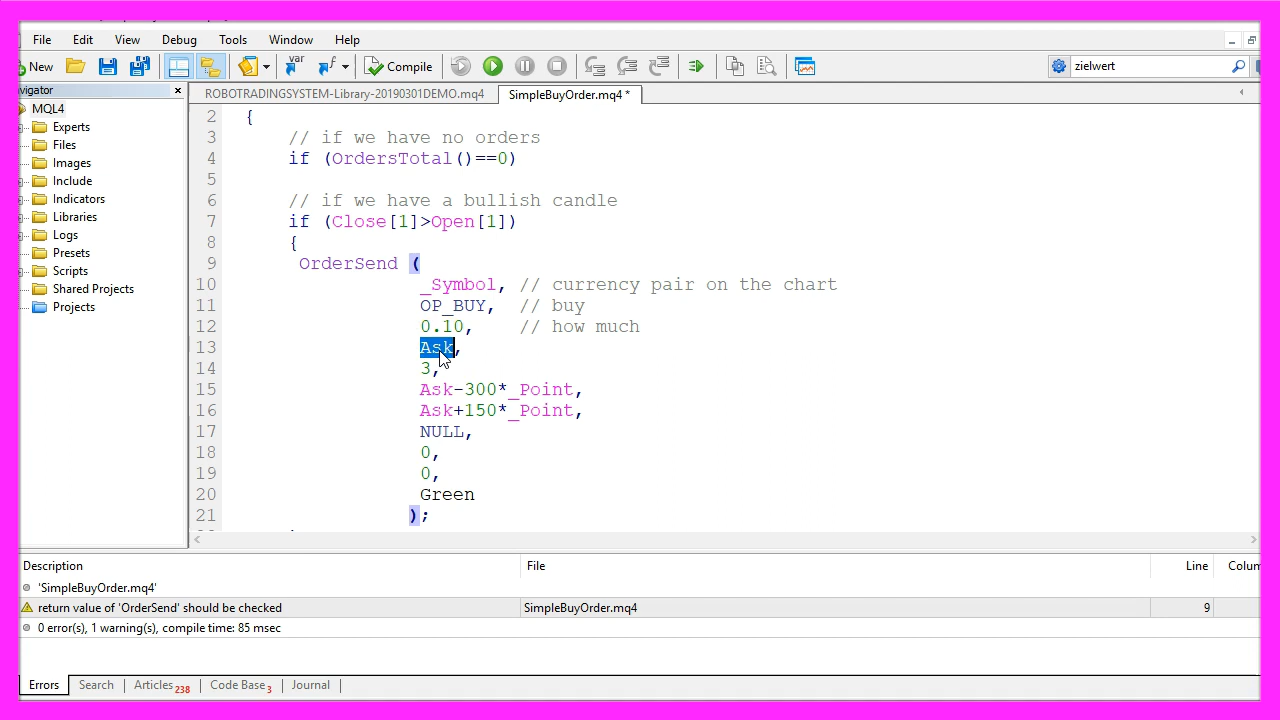 File Edit View Debug Tools Window Help
New Compile zielwert
vigator
ROBOTRADINGSYSTEM-Library-20190301DEMO.mq4 SimpleBuyOrder.mq4 *
MQL4
Experts
Files
Images
Include
Indicators
Libraries
Logs
Presets
Scripts
Shared Projects
Projects
2 {
3 // if we have no orders
4 if (OrdersTotal()==0)
5
6 // if we have a bullish candle
7 if (Close[1]>Open[1])
8 {
9 OrderSend (
10 _Symbol, // currency pair on the chart
11 OP_BUY, // buy
12 0.10, // how much
13 Ask,
14 3,
15 Ask-300*_Point,
16 Ask+150*_Point,
17 NULL,
18 0,
19 0,
20 Green
21 );
Description File Line Colum
'SimpleBuyOrder.mq4'
return value of 'OrderSend' should be checked SimpleBuyOrder.mq4 9
0 error(s), 1 warning(s), compile time: 85 msec
Errors Search Articles 238 Code Base 3 Journal